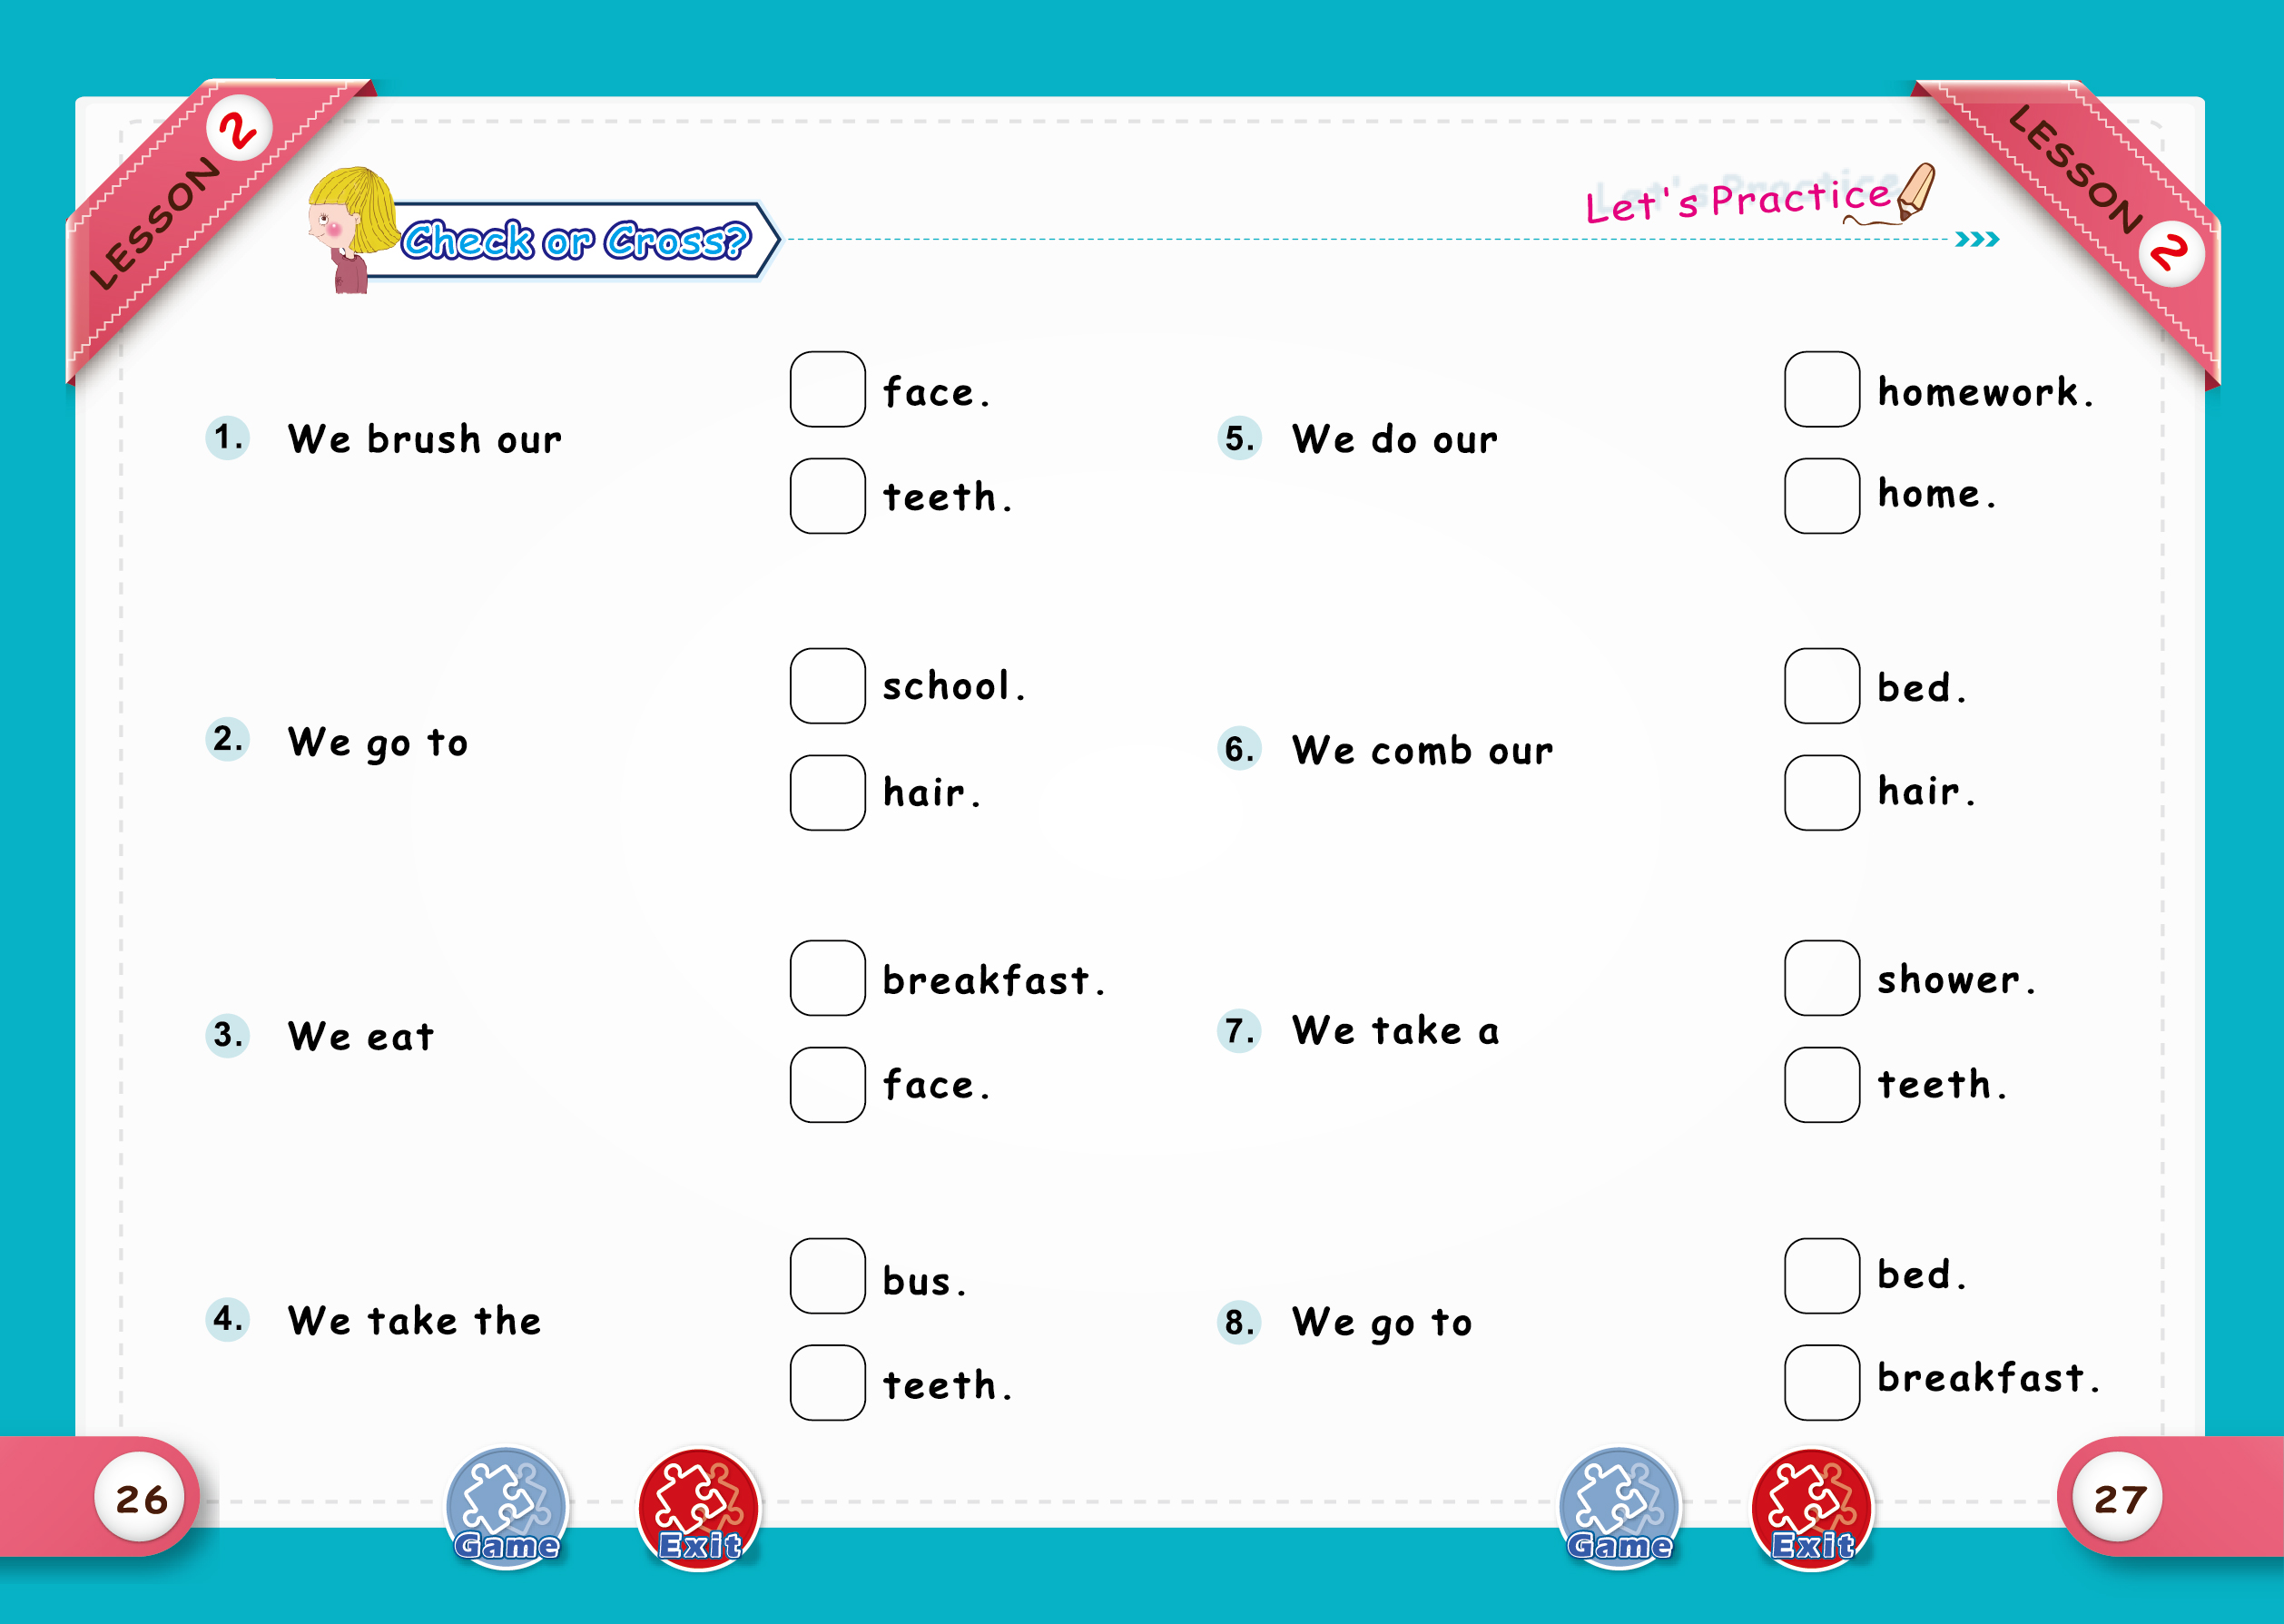 LESSON 2
LESSON 2
Check or Cross?
Let's Practice
1. We brush our
face.
teeth.
2. We go to
school.
hair.
3. We eat
breakfast.
face.
4. We take the
bus.
teeth.
5. We do our
homework.
home.
6. We comb our
bed.
hair.
7. We take a
shower.
teeth.
8. We go to
bed.
breakfast.
26
Game
Exit
Game
Exit
27